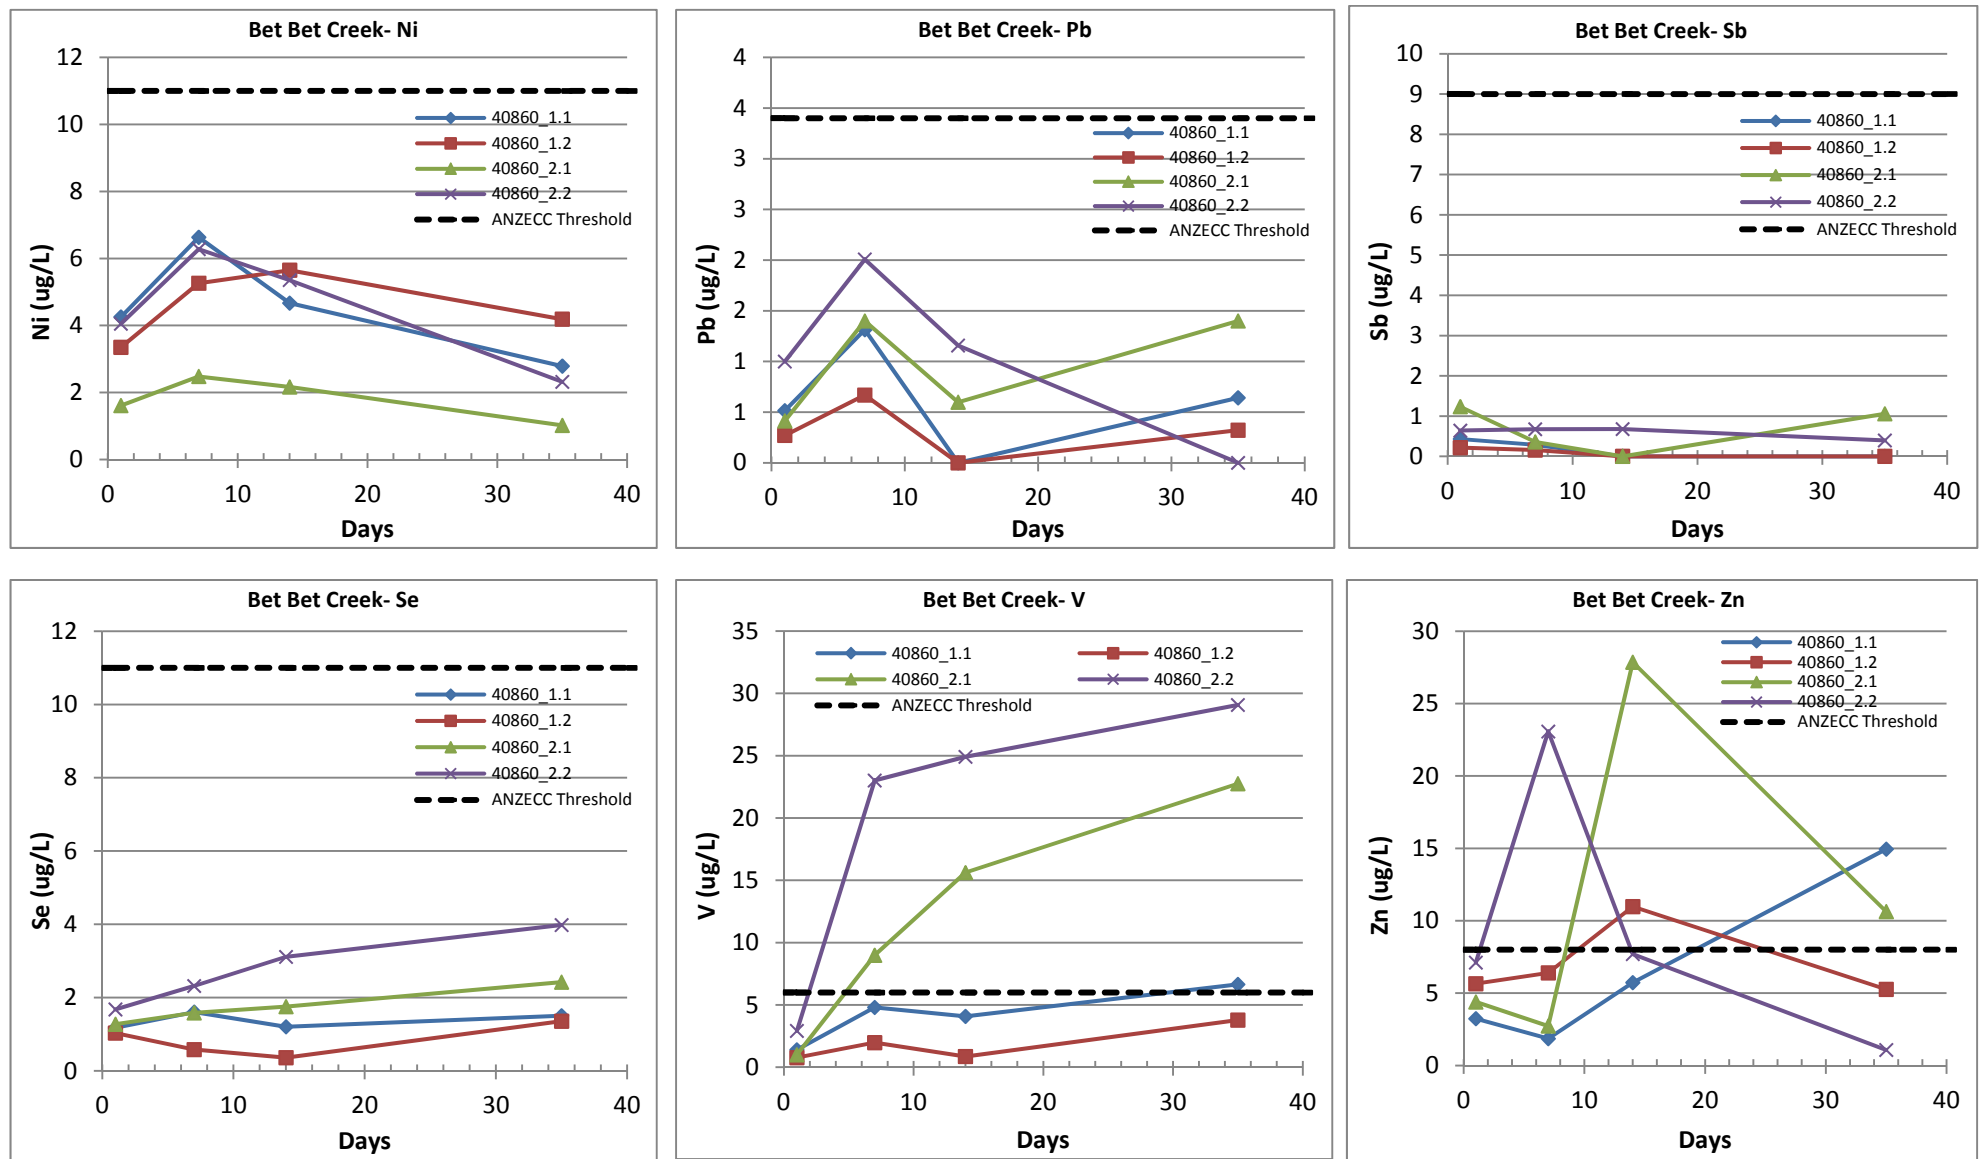 Bet Bet Creek- Ni
12
10
8
6
4
2
0
0 10 20 30 40
Ni (ug/L)
Days
40860_1.1
40860_1.2
40860_2.1
40860_2.2
ANZECC Threshold
Bet Bet Creek- Pb
4
4
3
3
2
2
1
1
0
0 10 20 30 40
Pb (ug/L)
Days
40860_1.1
40860_1.2
40860_2.1
40860_2.2
ANZECC Threshold
Bet Bet Creek- Sb
10
9
8
7
6
5
4
3
2
1
0
0 10 20 30 40
Sb (ug/L)
Days
40860_1.1
40860_1.2
40860_2.1
40860_2.2
ANZECC Threshold
Bet Bet Creek- Se
12
10
8
6
4
2
0
0 10 20 30 40
Se (ug/L)
Days
40860_1.1
40860_1.2
40860_2.1
40860_2.2
ANZECC Threshold
Bet Bet Creek- V
35
30
25
20
15
10
5
0
0 10 20 30 40
V (ug/L)
Days
40860_1.1 40860_1.2
40860_2.1 40860_2.2
ANZECC Threshold
Bet Bet Creek- Zn
30
25
20
15
10
5
0
0 10 20 30 40
Zn (ug/L)
Days
40860_1.1
40860_1.2
40860_2.1
40860_2.2
ANZECC Threshold